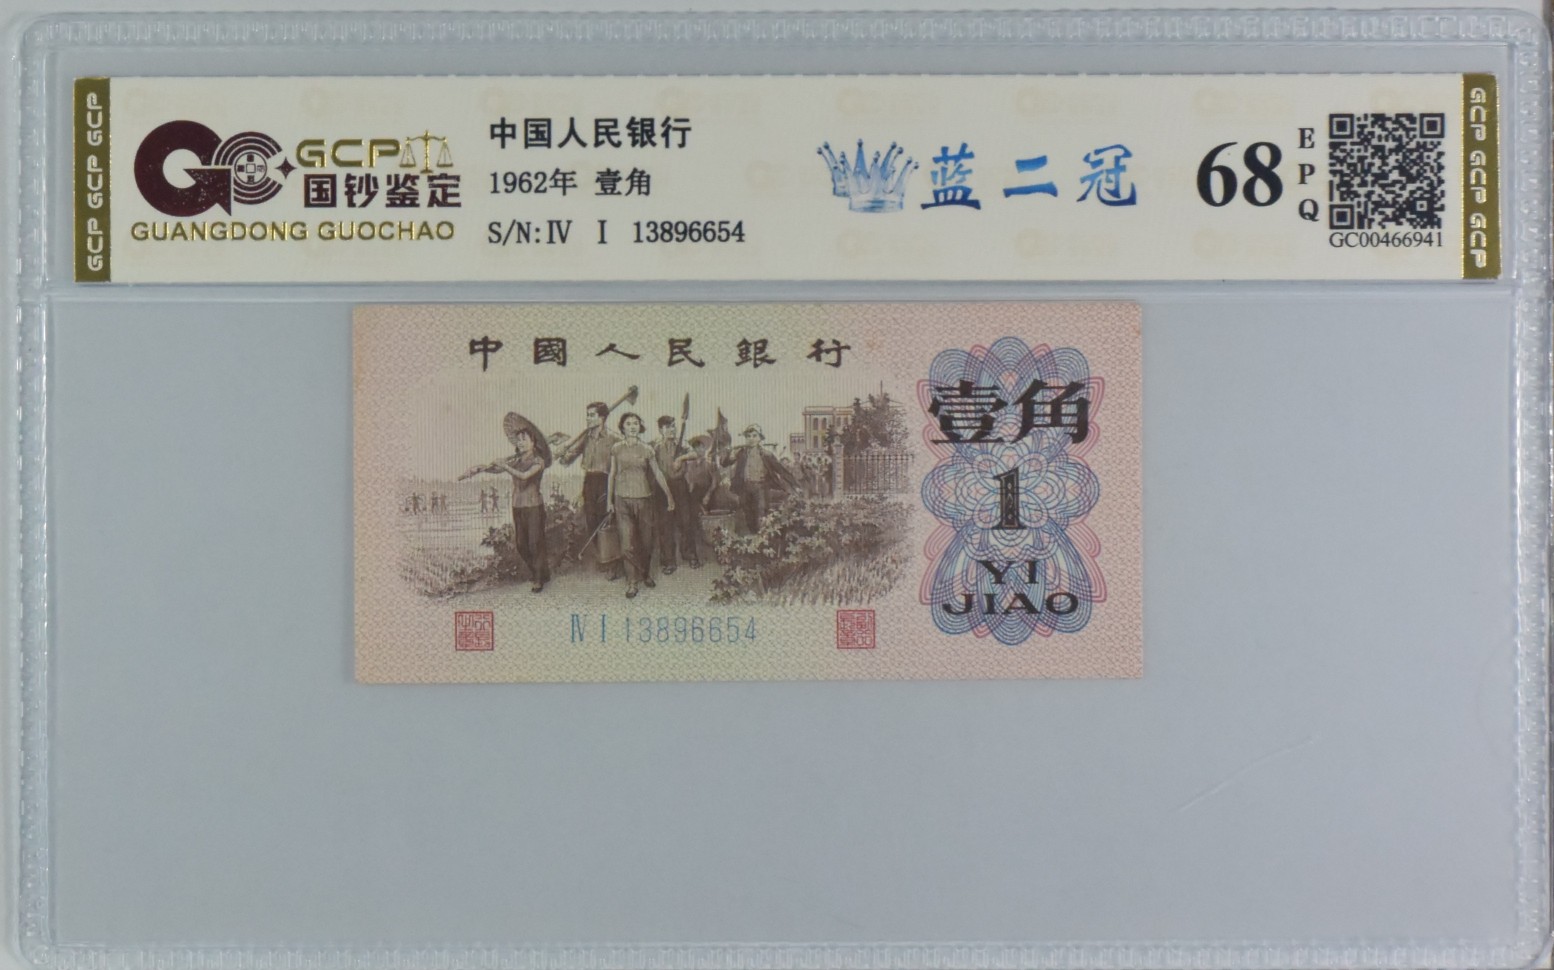 GCP GCP GCP
GCP
国钞鉴定
GUANGDONG GUOCHAO
中国人民银行
1962年 壹角
S/N:IV I 13896654
蓝二冠
68
EPQ
GC00466941
GCP GCP GCP
中國人民銀行
壹角
1
YI
JIAO
IV I 13896654